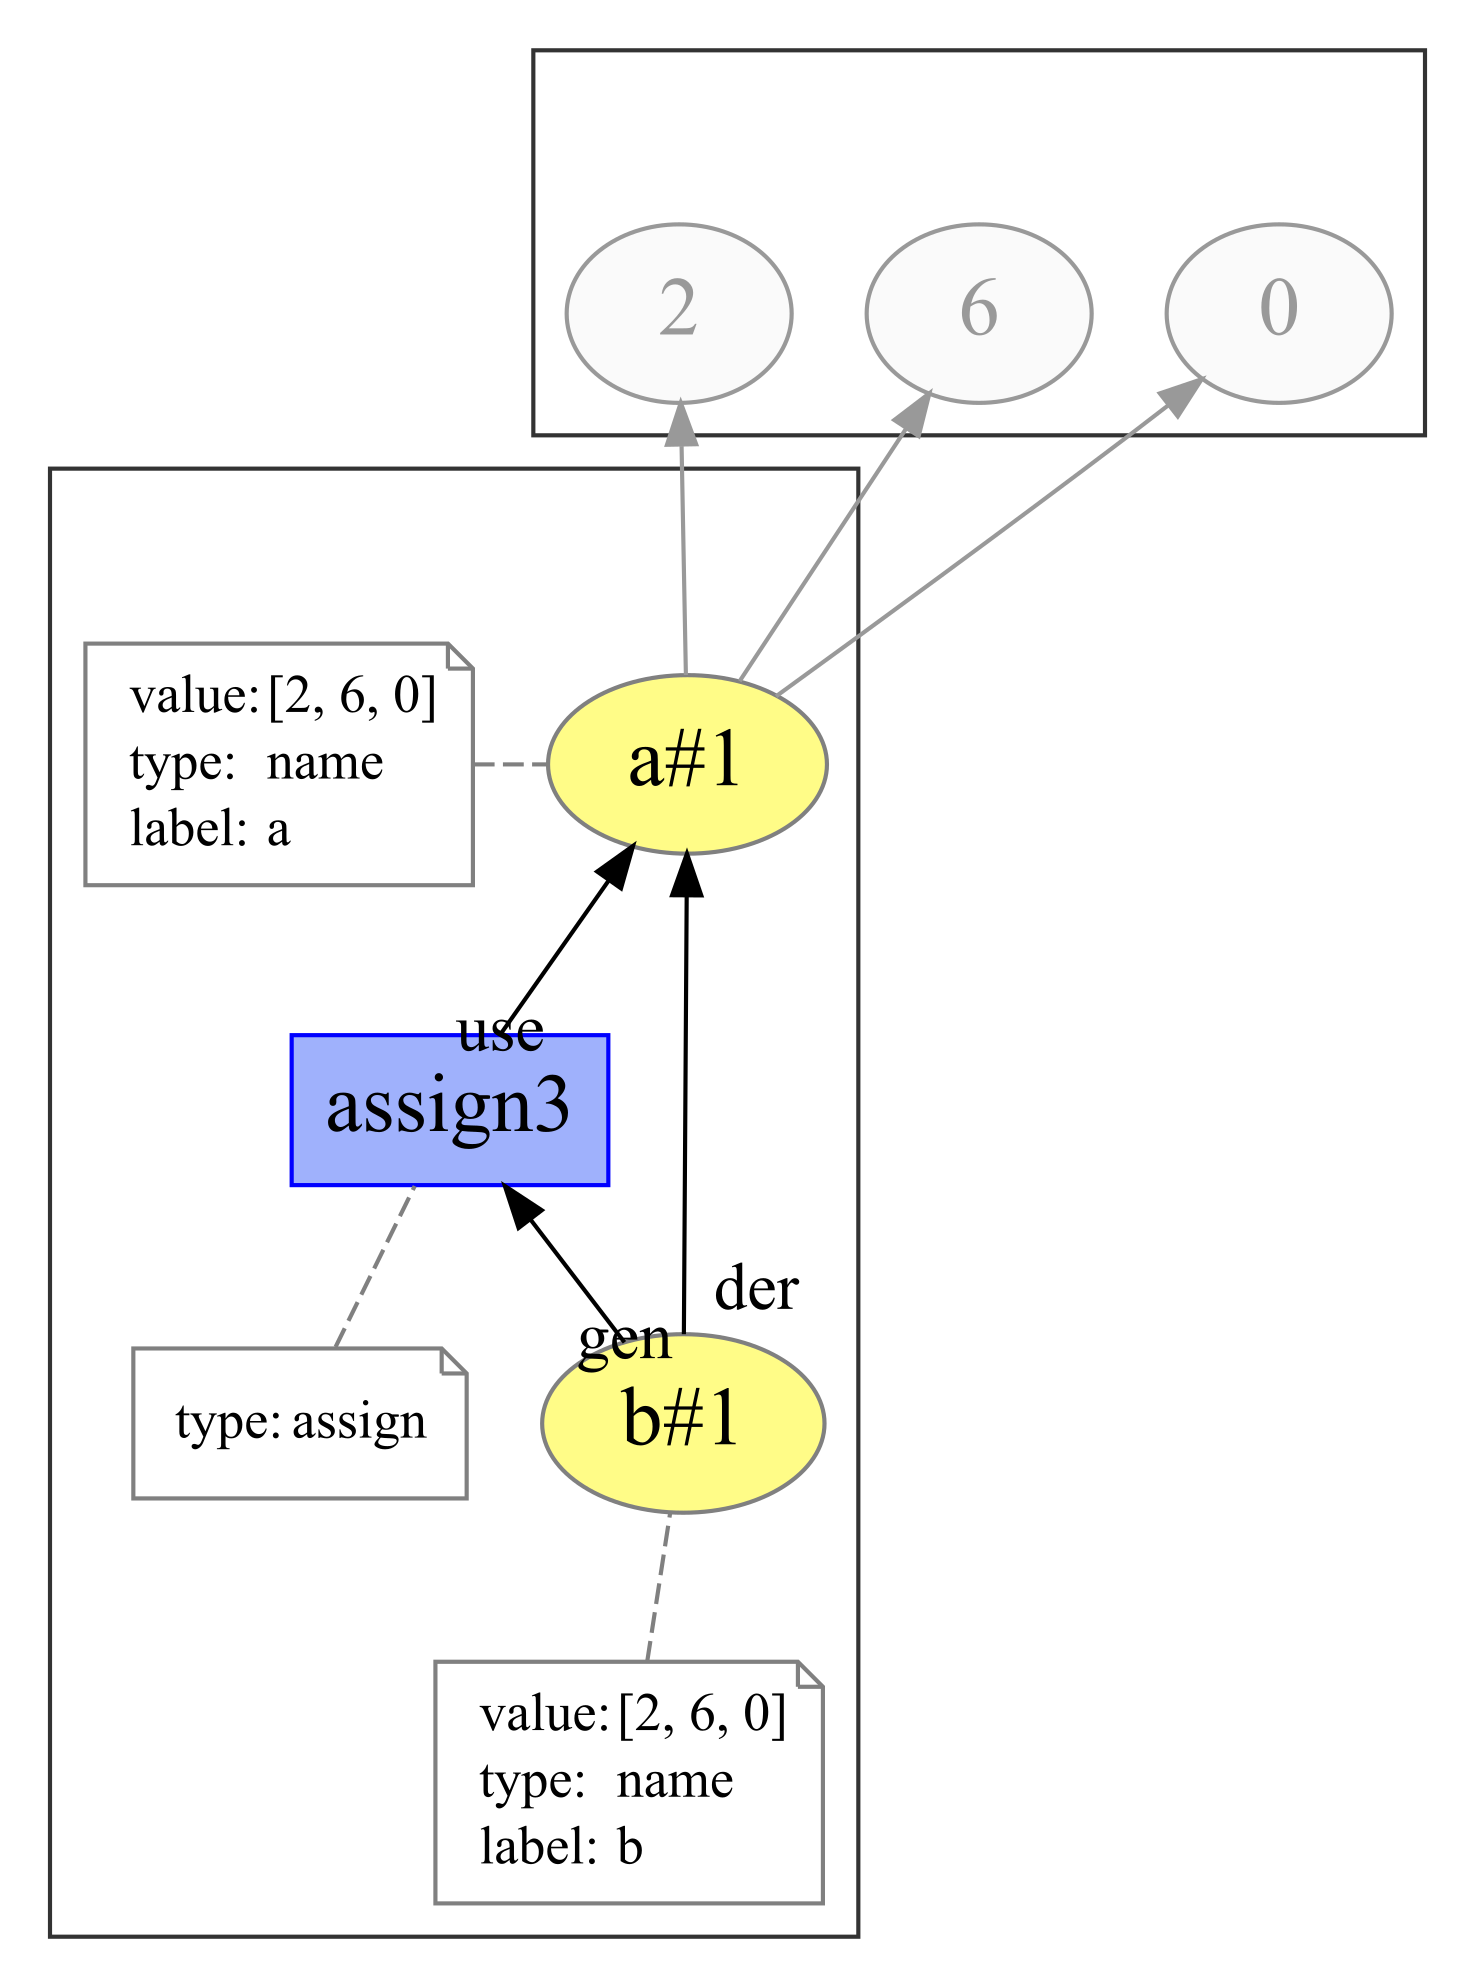 2
6
0
value: [2, 6, 0]
type: name
label: a
a#1
use
assign3
der
gen
b#1
type: assign
value: [2, 6, 0]
type: name
label: b